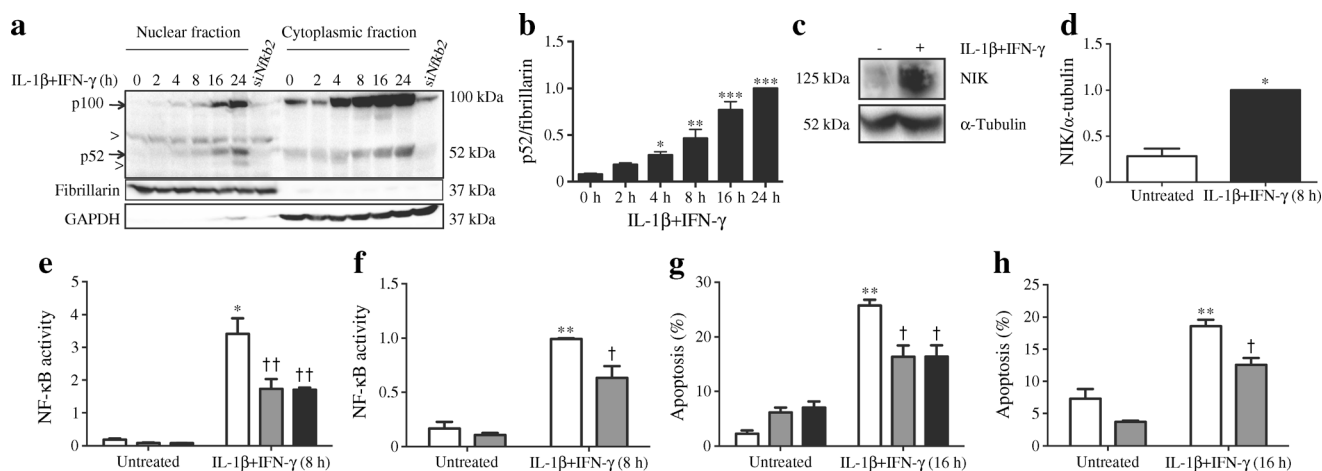 a
Nuclear fraction Cytoplasmic fraction
siNfkb2 siNfkb2
IL-1β+IFN-γ (h) 0 2 4 8 16 24 0 2 4 8 16 24
p100 100 kDa
>
p52 52 kDa
>
Fibrillarin 37 kDa
GAPDH 37 kDa
b
p52/fibrillarin
1.5
1.0
0.5
0
* ** *** ***
0 h 2 h 4 h 8 h 16 h 24 h
IL-1β+IFN-γ
c
- + IL-1β+IFN-γ
125 kDa NIK
52 kDa α-Tubulin
d
NIK/α-tubulin
1.5
1.0
0.5
0
*
Untreated IL-1β+IFN-γ (8 h)
e
NF-κB activity
5
4
3
2
1
0
* †† ††
Untreated IL-1β+IFN-γ (8 h)
f
NF-κB activity
1.5
1.0
0.5
0
** †
Untreated IL-1β+IFN-γ (8 h)
g
Apoptosis (%)
30
20
10
0
** † †
Untreated IL-1β+IFN-γ (16 h)
h
Apoptosis (%)
25
20
15
10
5
0
** †
Untreated IL-1β+IFN-γ (16 h)